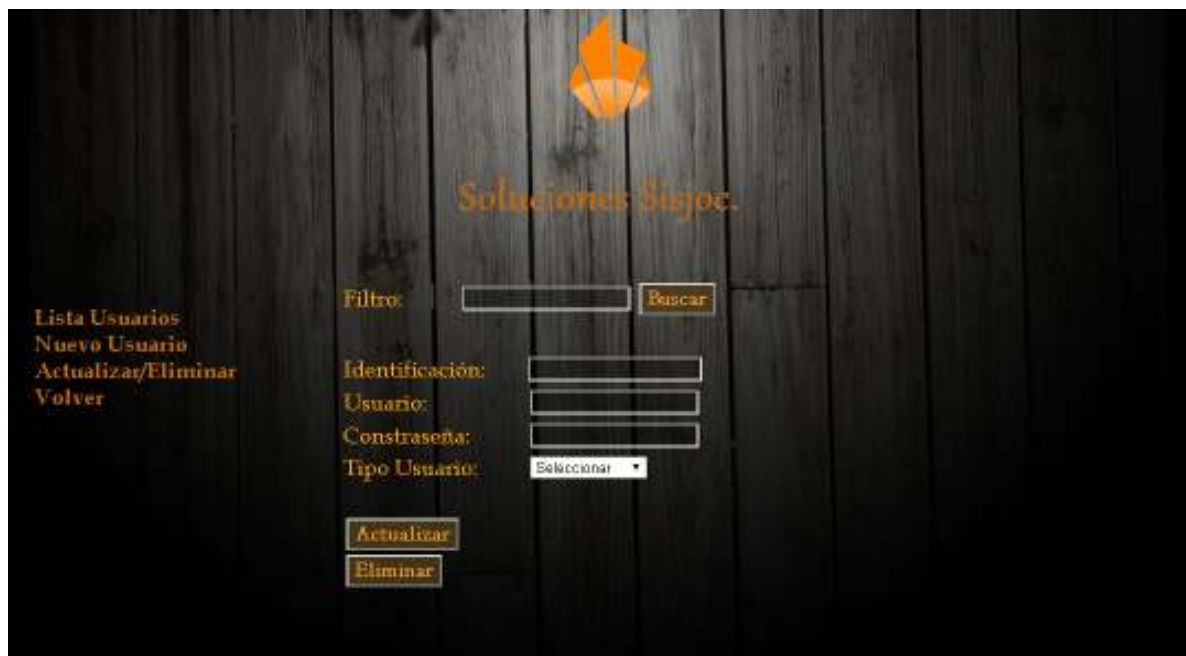 Soluciones Sisjoc.
Filtro: Buscar
Lista Usuarios
Nuevo Usuario
Actualizar/Eliminar
Volver
Identificación:
Usuario:
Constraseña:
Tipo Usuario: Seleccionar
Actualizar
Eliminar